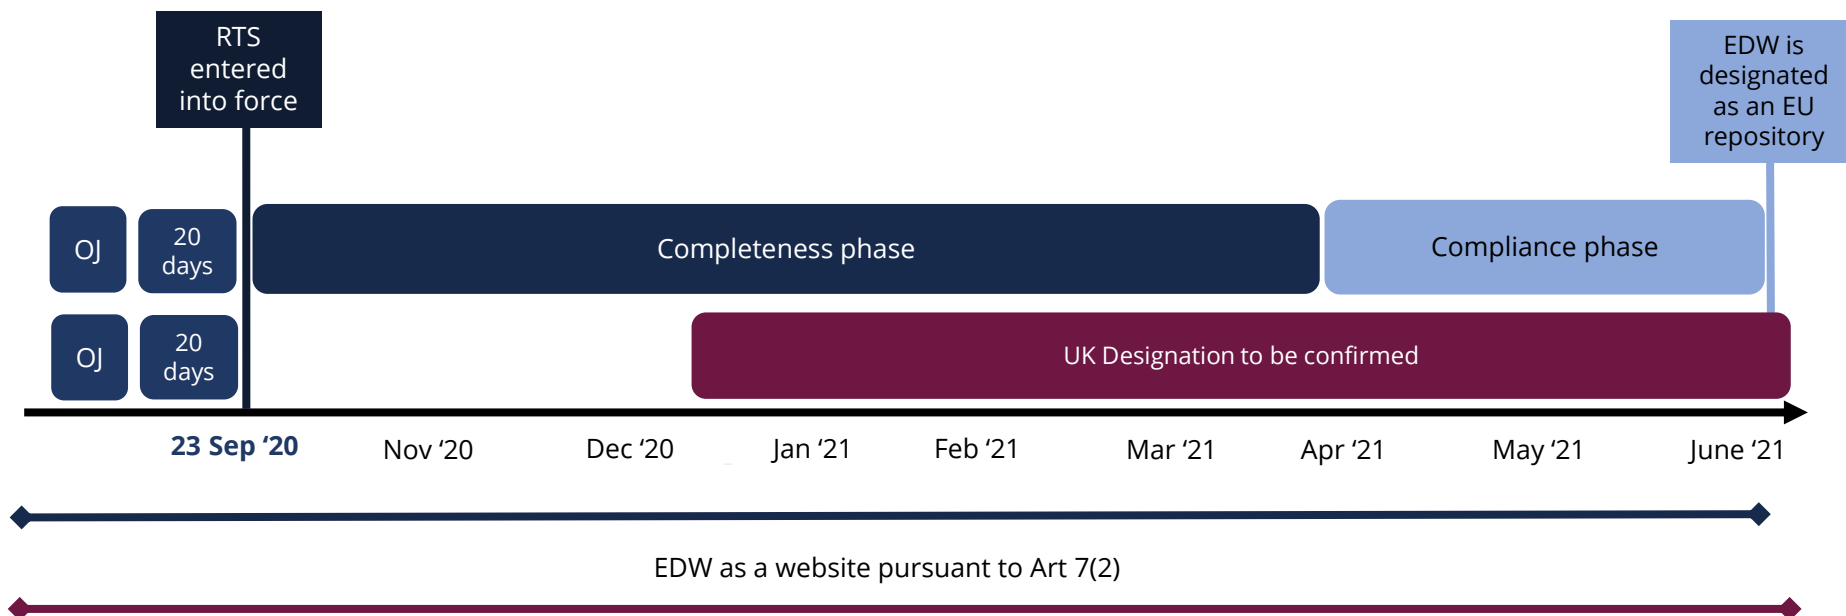 RTS
entered
into force
EDW is
designated
as an EU
repository
OJ
20
days
Completeness phase
Compliance phase
OJ
20
days
UK Designation to be confirmed
23 Sep ‘20
Nov ‘20
Dec ‘20
Jan ‘21
Feb ‘21
Mar ‘21
Apr ‘21
May ‘21
June ‘21
EDW as a website pursuant to Art 7(2)